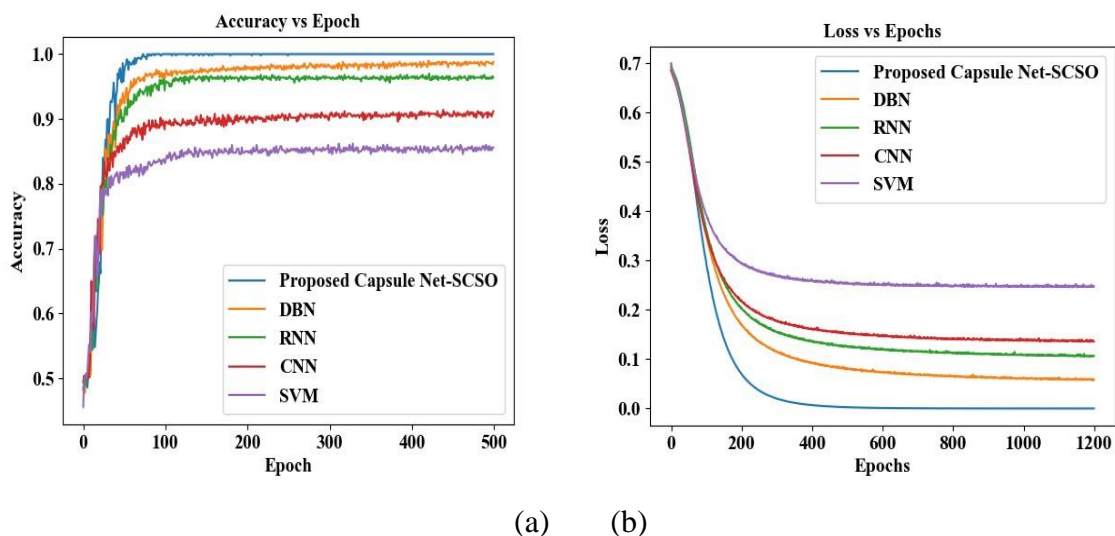 Accuracy vs Epoch
1.0
0.9
0.8
0.7
0.6
0.5
Accuracy
Proposed Capsule Net-SCSO
DBN
RNN
CNN
SVM
0 100 200 300 400 500
Epoch
Loss vs Epochs
0.7
0.6
0.5
0.4
0.3
0.2
0.1
0.0
Loss
Proposed Capsule Net-SCSO
DBN
RNN
CNN
SVM
0 200 400 600 800 1000 1200
Epochs
(a) (b)